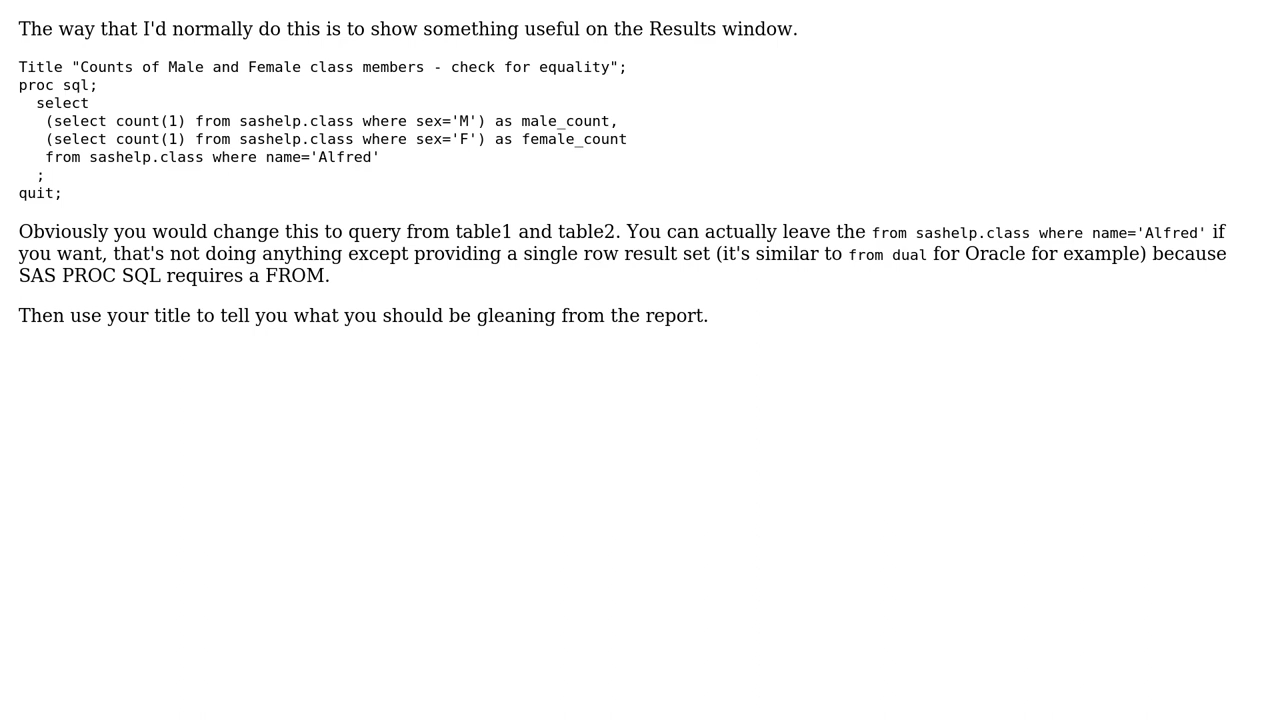 The way that I'd normally do this is to show something useful on the Results window.
Title "Counts of Male and Female class members - check for equality";
proc sql;
  select
   (select count(1) from sashelp.class where sex='M') as male_count,
   (select count(1) from sashelp.class where sex='F') as female_count
   from sashelp.class where name='Alfred'
  ;
quit;
Obviously you would change this to query from table1 and table2. You can actually leave the from sashelp.class where name='Alfred' if
you want, that's not doing anything except providing a single row result set (it's similar to from dual for Oracle for example) because
SAS PROC SQL requires a FROM.
Then use your title to tell you what you should be gleaning from the report.